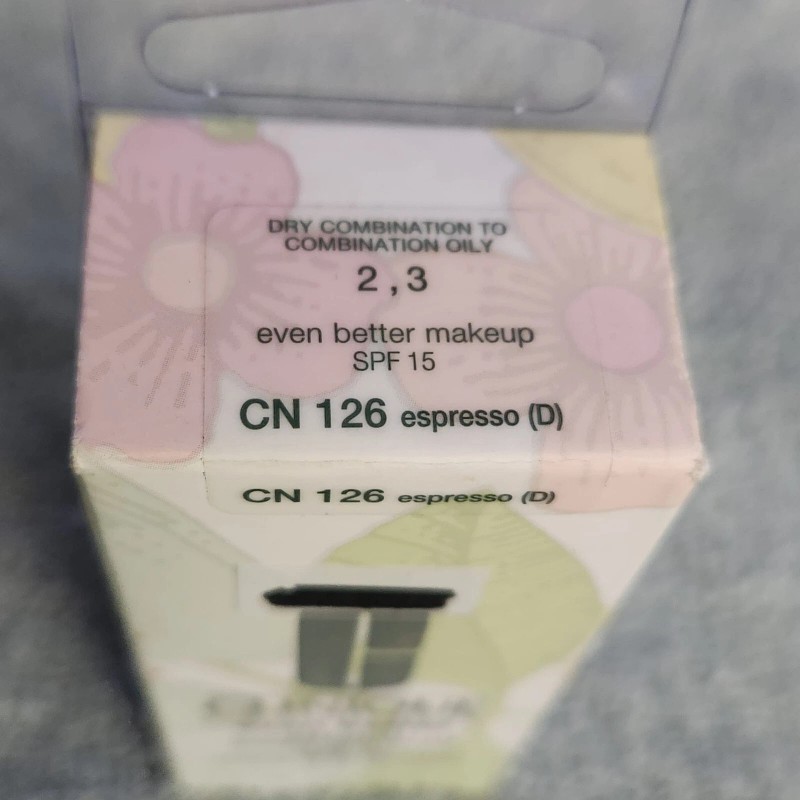 DRY COMBINATION TO
COMBINATION OILY
2 , 3
even better makeup
SPF 15
CN 126 espresso (D)
CN 126 espresso (D)